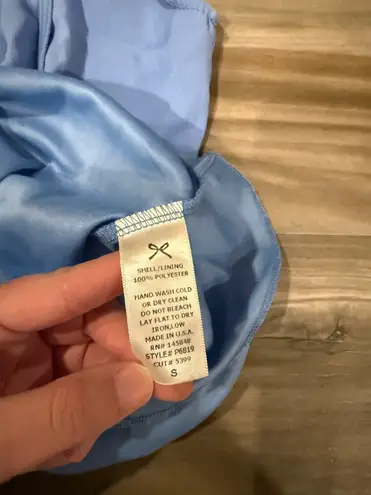 SHELL/LINING
100% POLYESTER
HAND WASH COLD
OR DRY CLEAN
DO NOT BLEACH
LAY FLAT TO DRY
IRON, LOW
MADE IN U.S.A.
RN# 145848
STYLE# P6819
CUT# 5399
S